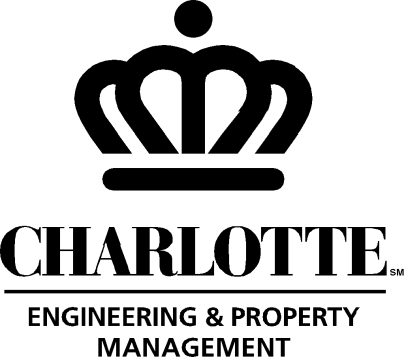 CHARLOTTE SM
ENGINEERING & PROPERTY
MANAGEMENT